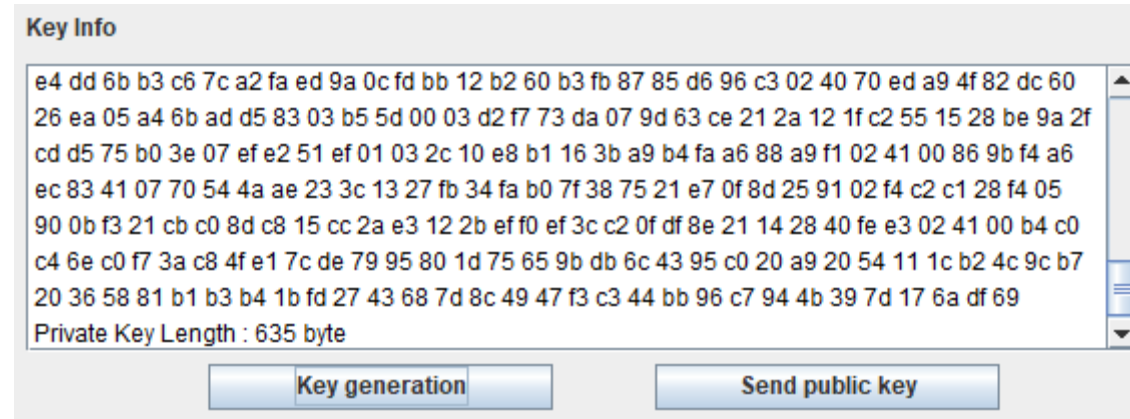 Key Info
e4 dd 6b b3 c6 7c a2 fa ed 9a 0c fd bb 12 b2 60 b3 fb 87 85 d6 96 c3 02 40 70 ed a9 4f 82 dc 60
26 ea 05 a4 6b ad d5 83 03 b5 5d 00 03 d2 f7 73 da 07 9d 63 ce 21 2a 12 1f c2 55 15 28 be 9a 2f
cd d5 75 b0 3e 07 ef e2 51 ef 01 03 2c 10 e8 b1 16 3b a9 b4 fa a6 88 a9 f1 02 41 00 86 9b f4 a6
ec 83 41 07 70 54 4a ae 23 3c 13 27 fb 34 fa b0 7f 38 75 21 e7 0f 8d 25 91 02 f4 c2 c1 28 f4 05
90 0b f3 21 cb c0 8d c8 15 cc 2a e3 12 2b ef f0 ef 3c c2 0f df 8e 21 14 28 40 fe e3 02 41 00 b4 c0
c4 6e c0 f7 3a c8 4f e1 7c de 79 95 80 1d 75 65 9b db 6c 43 95 c0 20 a9 20 54 11 1c b2 4c 9c b7
20 36 58 81 b1 b3 b4 1b fd 27 43 68 7d 8c 49 47 f3 c3 44 bb 96 c7 94 4b 39 7d 17 6a df 69
Private Key Length : 635 byte
Key generation Send public key